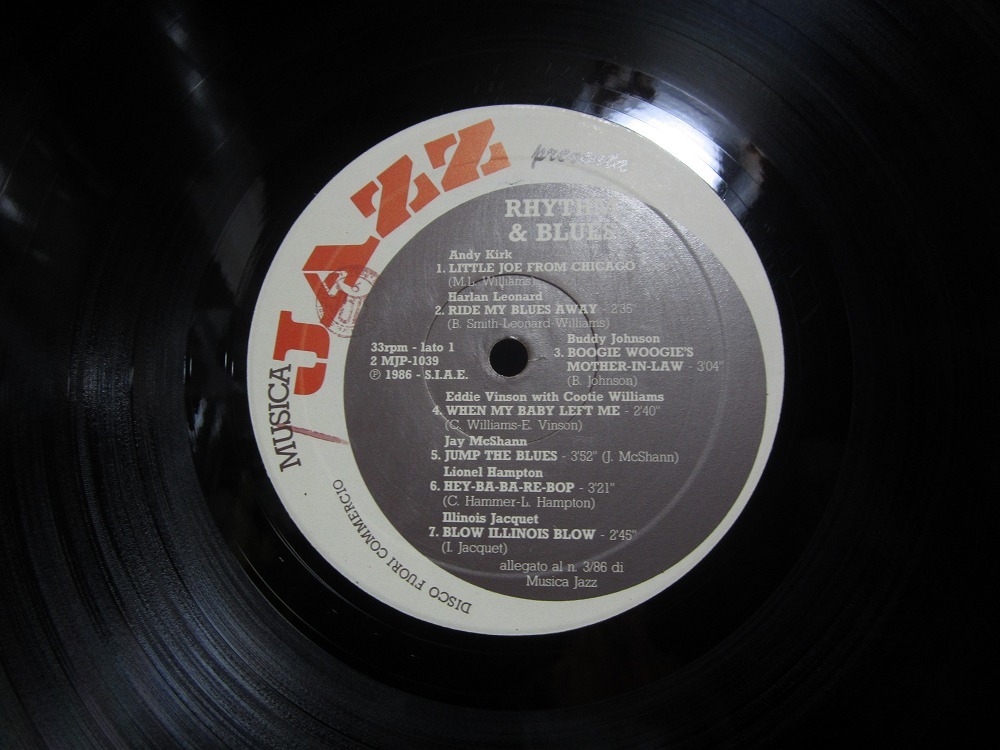 MUSICA JAZZ presenta
RHYTHM
& BLUES
Andy Kirk
1. LITTLE JOE FROM CHICAGO
(M.L. Williams)
Harlan Leonard
2. RIDE MY BLUES AWAY - 2'35"
(B. Smith-Leonard-Williams)
33rpm - lato 1
2 MJP-1039
Ⓟ 1986 - S.I.A.E.
Buddy Johnson
3. BOOGIE WOOGIE'S
MOTHER-IN-LAW - 3'04"
(B. Johnson)
Eddie Vinson with Cootie Williams
4. WHEN MY BABY LEFT ME - 2'40"
(C. Williams-E. Vinson)
Jay McShann
5. JUMP THE BLUES - 3'52" (J. McShann)
Lionel Hampton
6. HEY-BA-BA-RE-BOP - 3'21"
(C. Hammer-L. Hampton)
Illinois Jacquet
7. BLOW ILLINOIS BLOW - 2'45"
(I. Jacquet)
allegato al n. 3/86 di
Musica Jazz
DISCO FUORI COMMERCIO